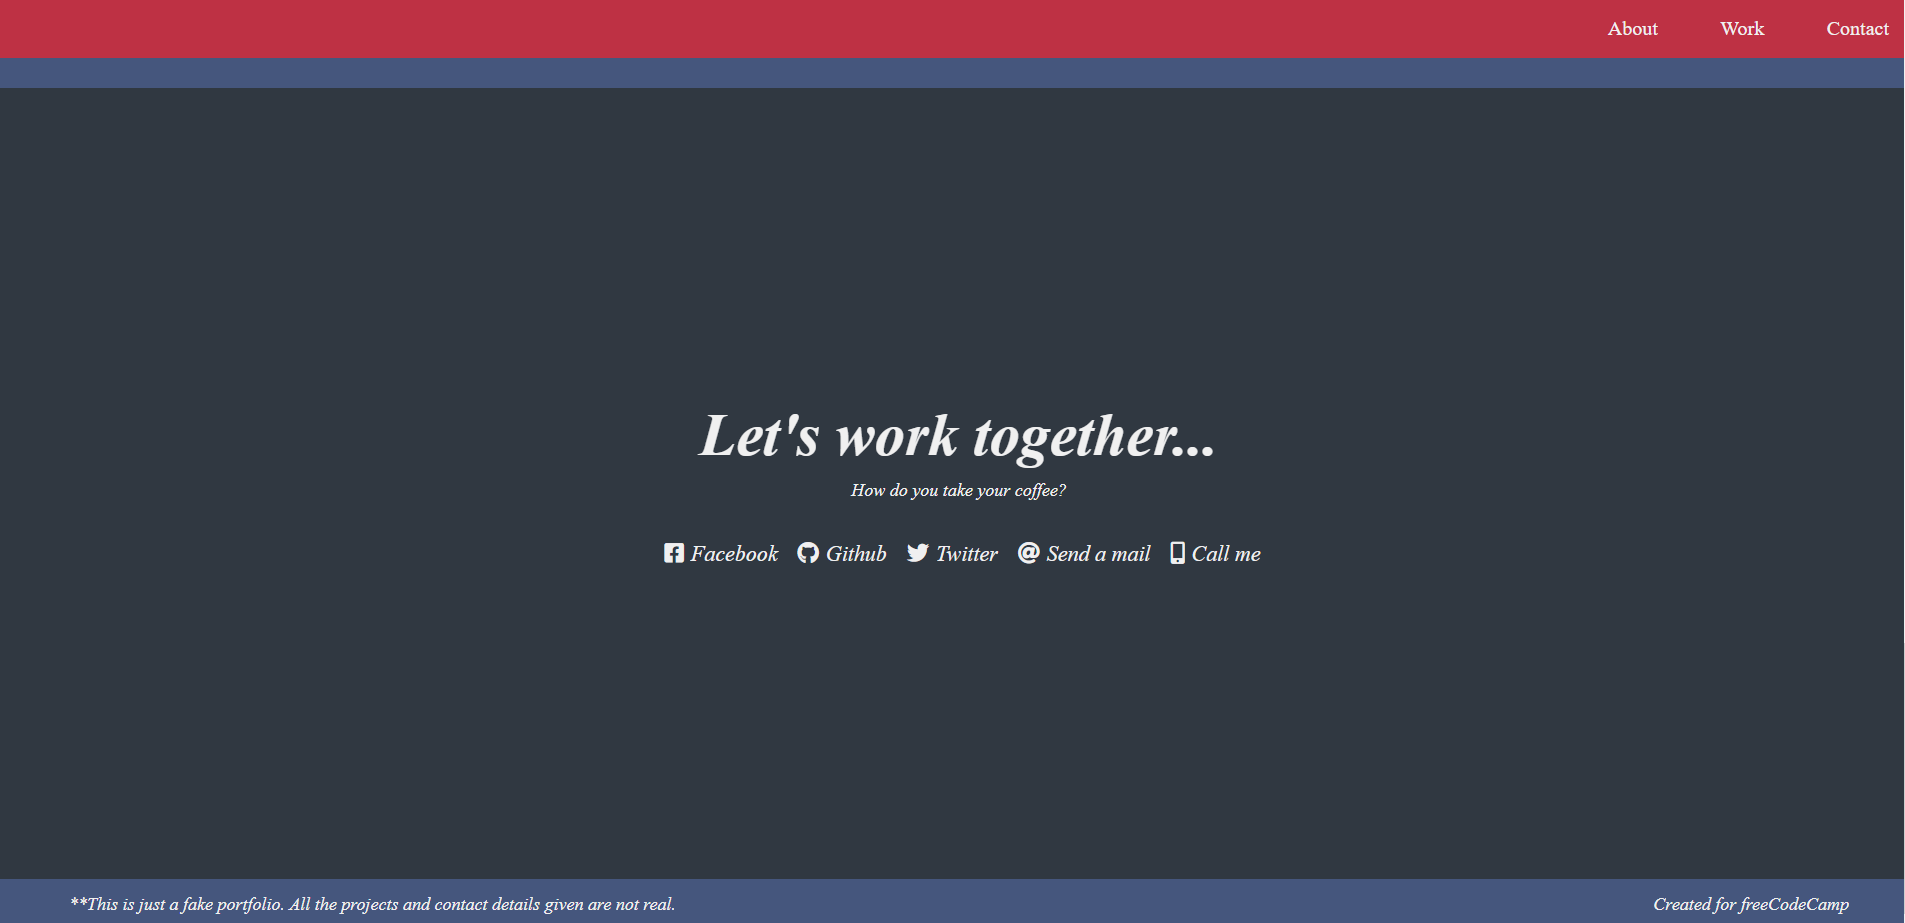 About Work Contact
Let's work together...
How do you take your coffee?
Facebook Github Twitter Send a mail Call me
**This is just a fake portfolio. All the projects and contact details given are not real.
Created for freeCodeCamp